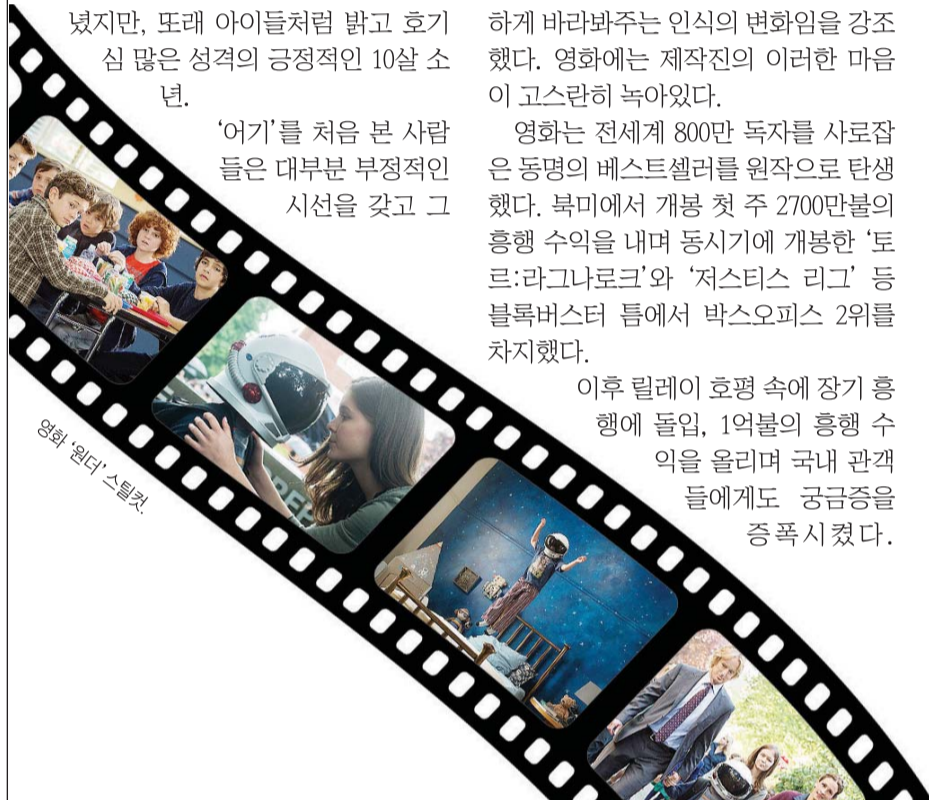 녔지만, 또래 아이들처럼 밝고 호기
심 많은 성격의 긍정적인 10살 소
년.
‘어기’를 처음 본 사람
들은 대부분 부정적인
시선을 갖고 그
영화 ‘원더’ 스틸컷.
하게 바라봐주는 인식의 변화임을 강조
했다. 영화에는 제작진의 이러한 마음
이 고스란히 녹아있다.
영화는 전세계 800만 독자를 사로잡
은 동명의 베스트셀러를 원작으로 탄생
했다. 북미에서 개봉 첫 주 2700만불의
흥행 수익을 내며 동시기에 개봉한 ‘토
르:라그나로크’와 ‘저스티스 리그’ 등
블록버스터 틈에서 박스오피스 2위를
차지했다.
이후 릴레이 호평 속에 장기 흥
행에 돌입, 1억불의 흥행 수
익을 올리며 국내 관객
들에게도 궁금증을
증폭시켰다.